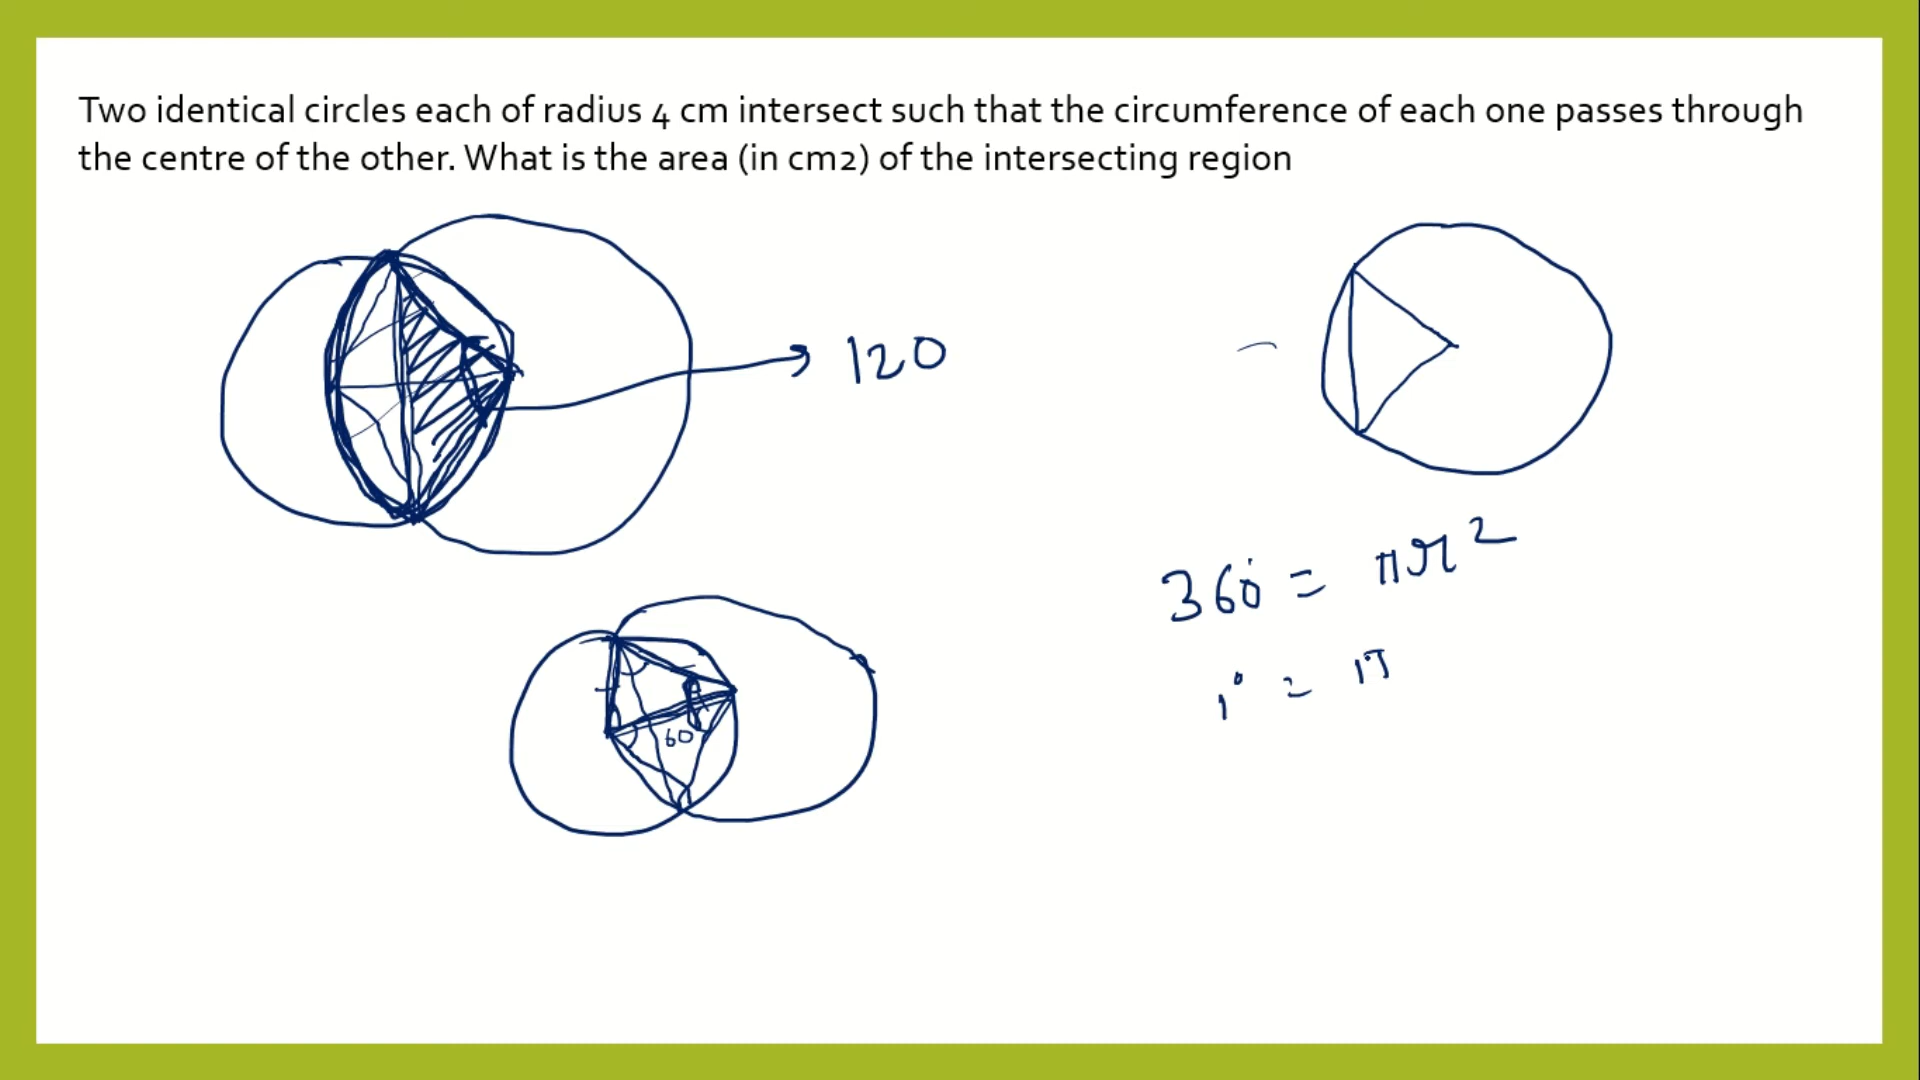 Two identical circles each of radius 4 cm intersect such that the circumference of each one passes through
the centre of the other. What is the area (in cm2) of the intersecting region
120
360° = πr²
60
1° = π